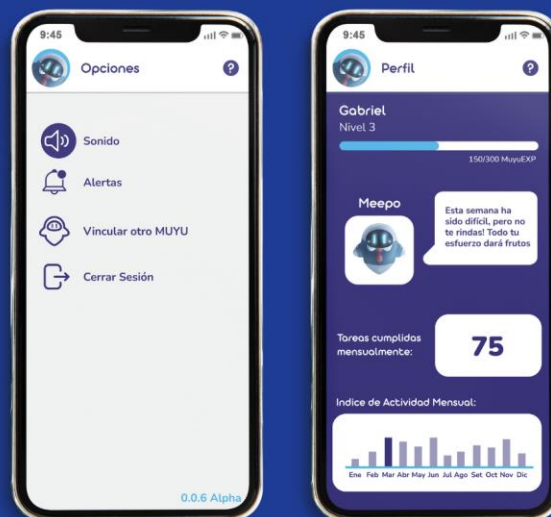 9:45
Opciones
?
Sonido
Alertas
Vincular otro MUYU
Cerrar Sesión
0.0.6 Alpha
9:45
Perfil
?
Gabriel
Nivel 3
150/300 MuyuEXP
Meepo
Esta semana ha
sido difícil, pero no
te rindas! Todo tu
esfuerzo dará frutos
Tareas cumplidas
mensualmente:
75
Indice de Actividad Mensual:
Ene Feb Mar Abr May Jun Jul Ago Set Oct Nov Dic